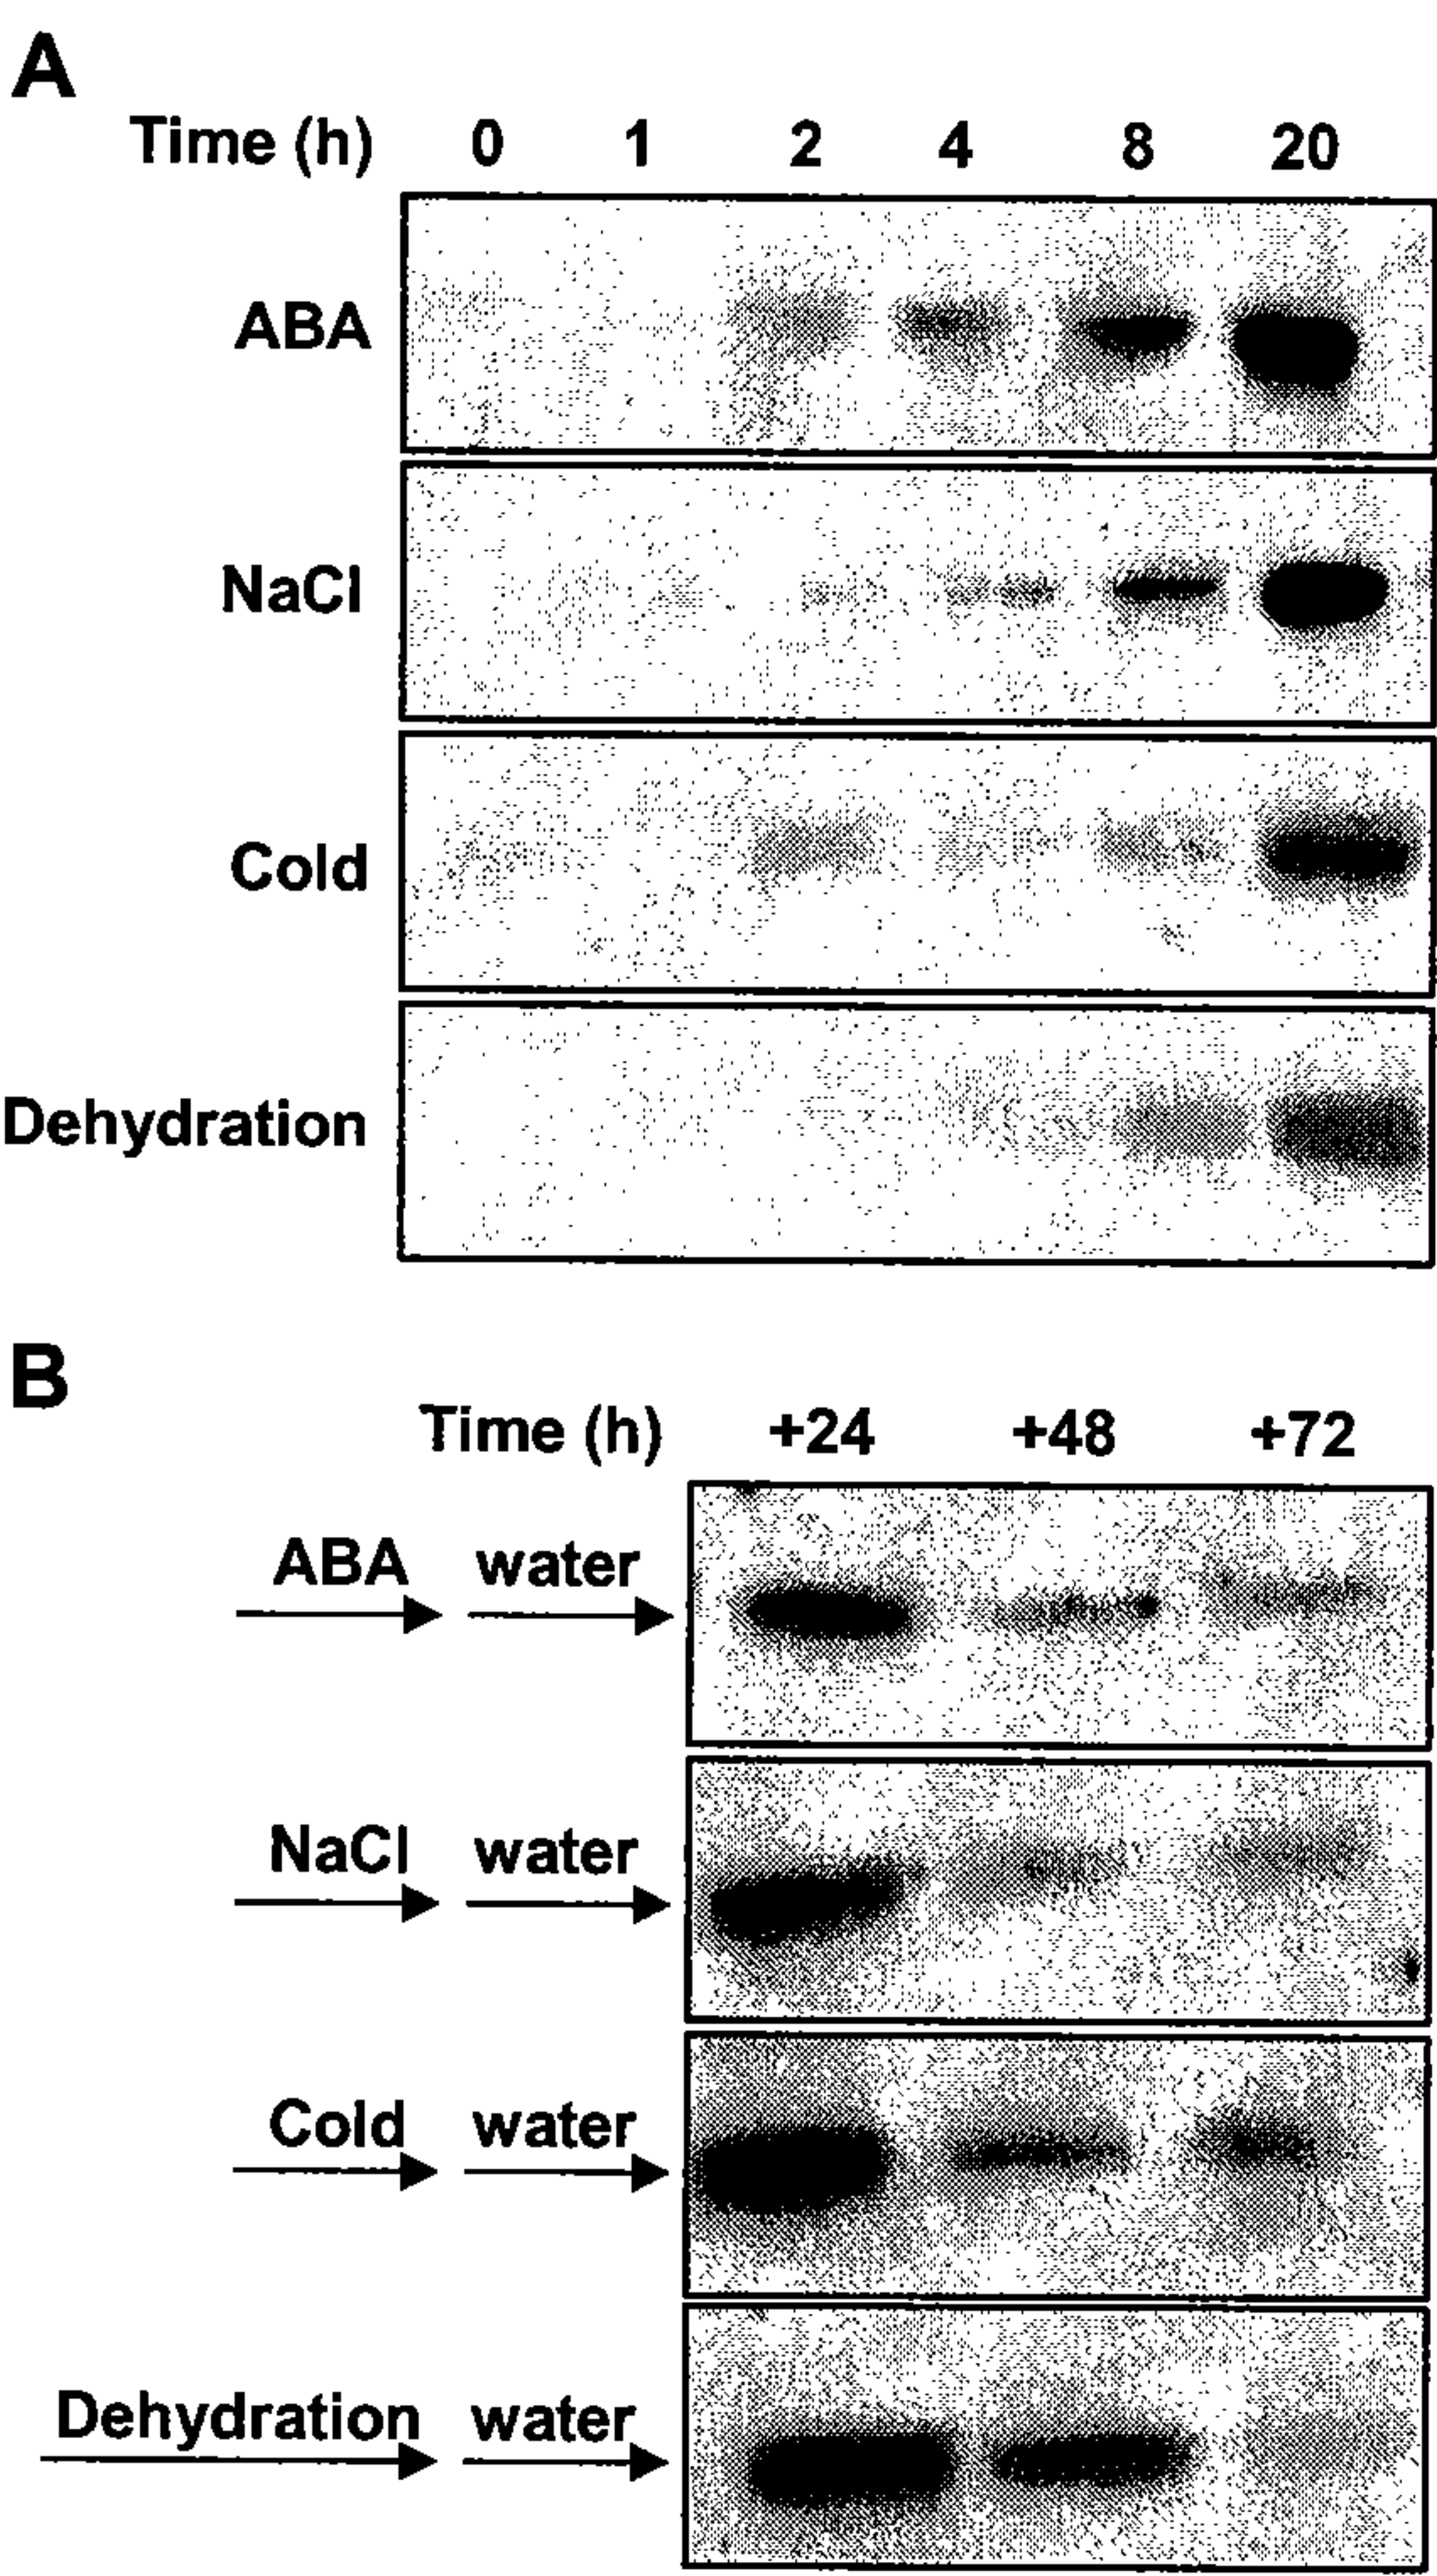 A
Time (h) 0 1 2 4 8 20
ABA
NaCl
Cold
Dehydration
B
Time (h) +24 +48 +72
ABA water
NaCl water
Cold water
Dehydration water